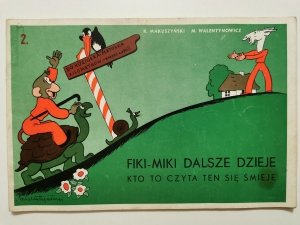 2.
K. MAKUSZYŃSKI M. WALENTYNOWICZ
FIKI-MIKI DALSZE DZIEJE
KTO TO CZYTA TEN SIĘ ŚMIEJE